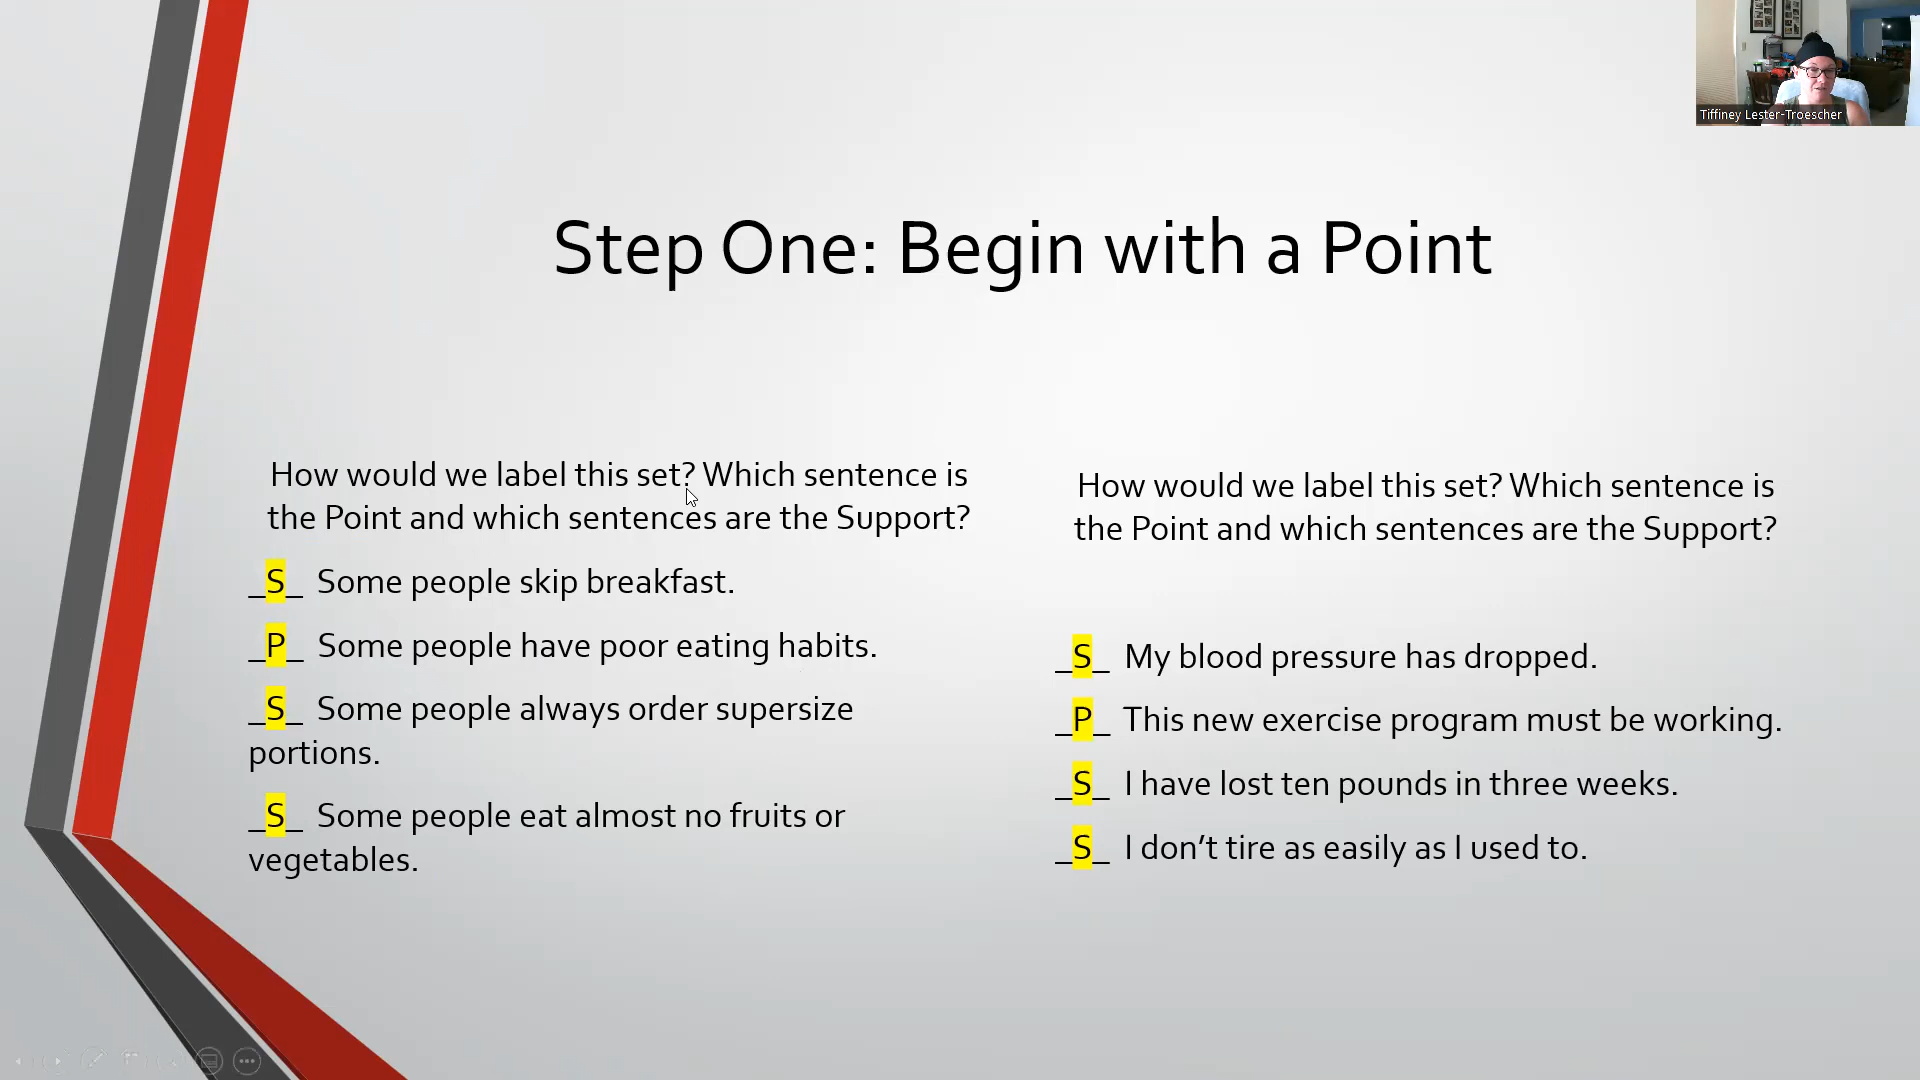 Tiffiney Lester-Troescher
Step One: Begin with a Point
How would we label this set? Which sentence is
the Point and which sentences are the Support?
_S_ Some people skip breakfast.
_P_ Some people have poor eating habits.
_S_ Some people always order supersize
portions.
_S_ Some people eat almost no fruits or
vegetables.
How would we label this set? Which sentence is
the Point and which sentences are the Support?
_S_ My blood pressure has dropped.
_P_ This new exercise program must be working.
_S_ I have lost ten pounds in three weeks.
_S_ I don’t tire as easily as I used to.